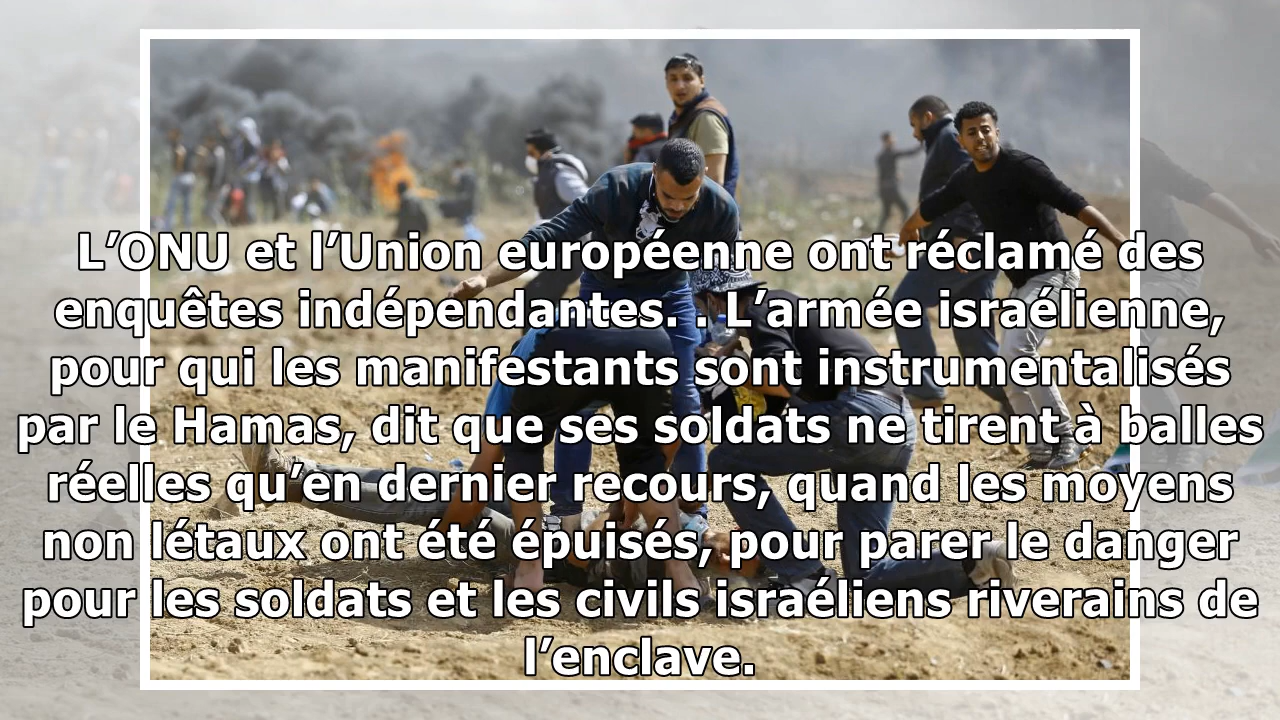 L’ONU et l’Union européenne ont réclamé des
enquêtes indépendantes. . L’armée israélienne,
pour qui les manifestants sont instrumentalisés
par le Hamas, dit que ses soldats ne tirent à balles
réelles qu’en dernier recours, quand les moyens
non létaux ont été épuisés, pour parer le danger
pour les soldats et les civils israéliens riverains de
l’enclave.